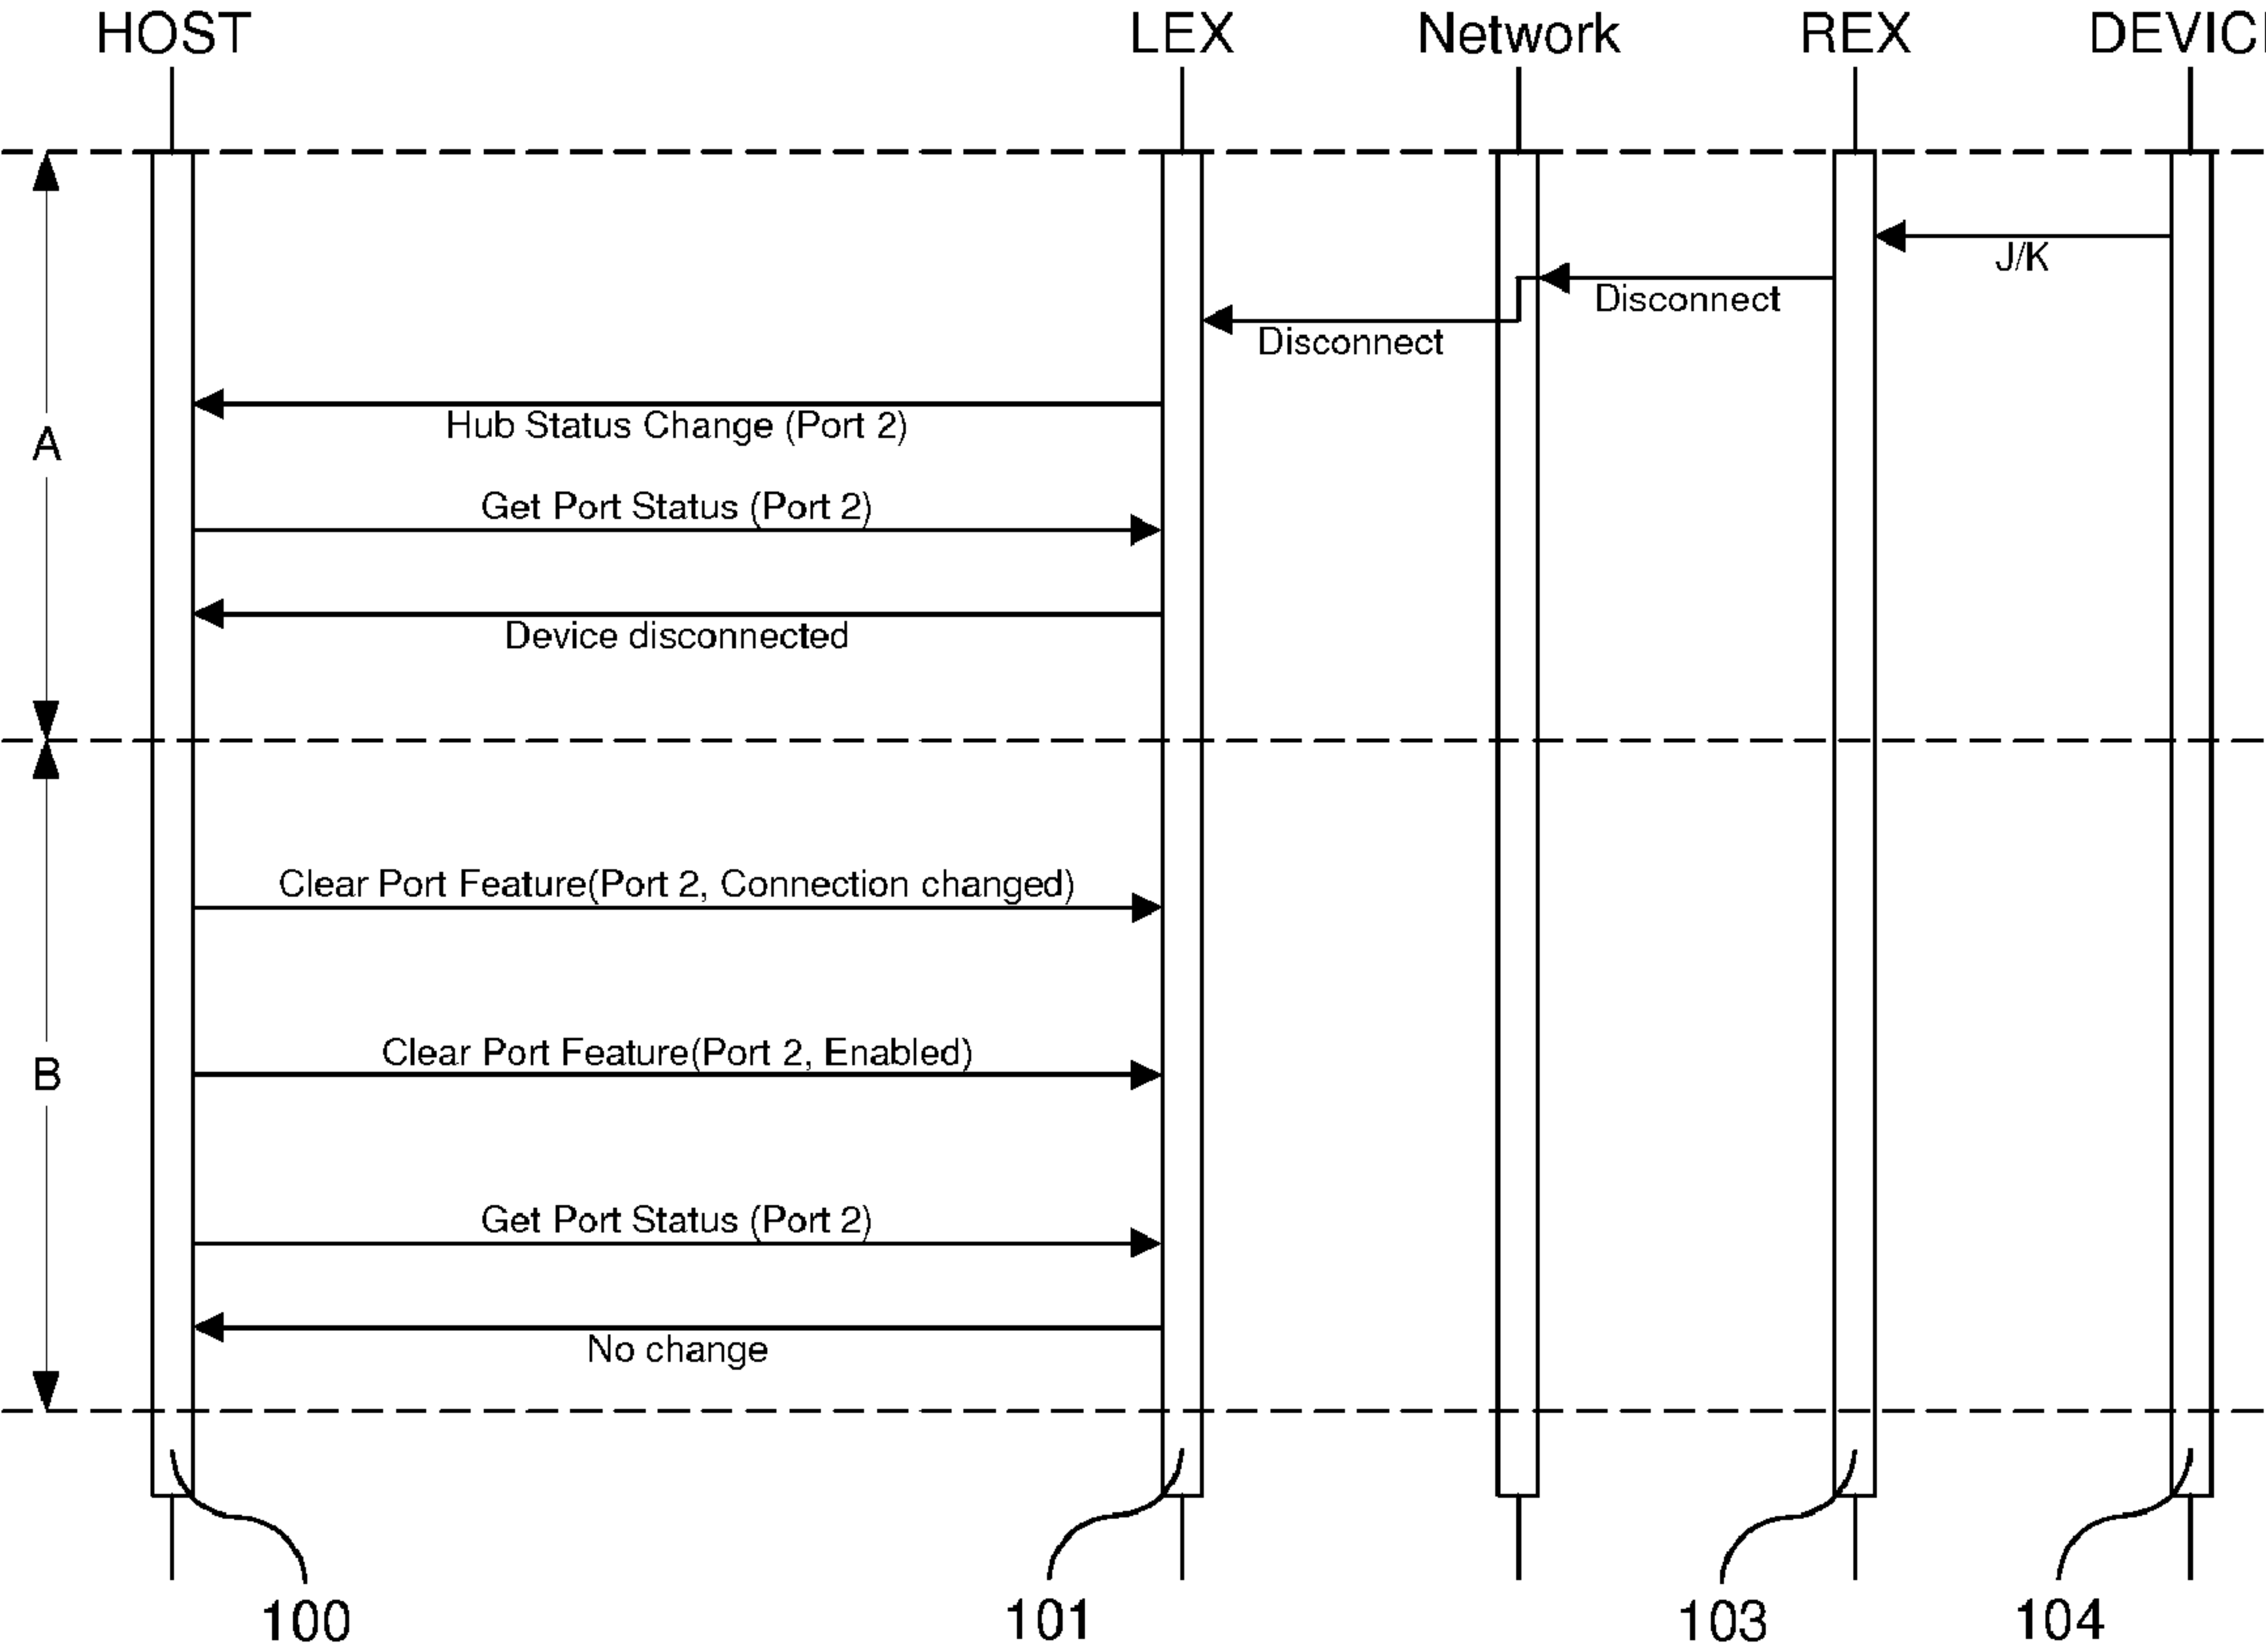 HOST LEX Network REX DEVIC
J/K
Disconnect
Disconnect
Hub Status Change (Port 2)
A
Get Port Status (Port 2)
Device disconnected
Clear Port Feature(Port 2, Connection changed)
Clear Port Feature(Port 2, Enabled)
B
Get Port Status (Port 2)
No change
100 101 103 104